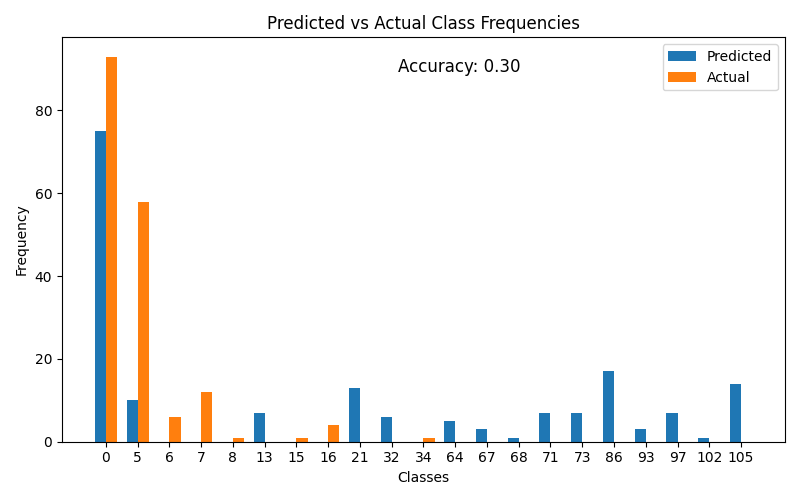 Predicted vs Actual Class Frequencies
Accuracy: 0.30
Predicted
Actual
Frequency
80
60
40
20
0
0 5 6 7 8 13 15 16 21 32 34 64 67 68 71 73 86 93 97 102 105
Classes